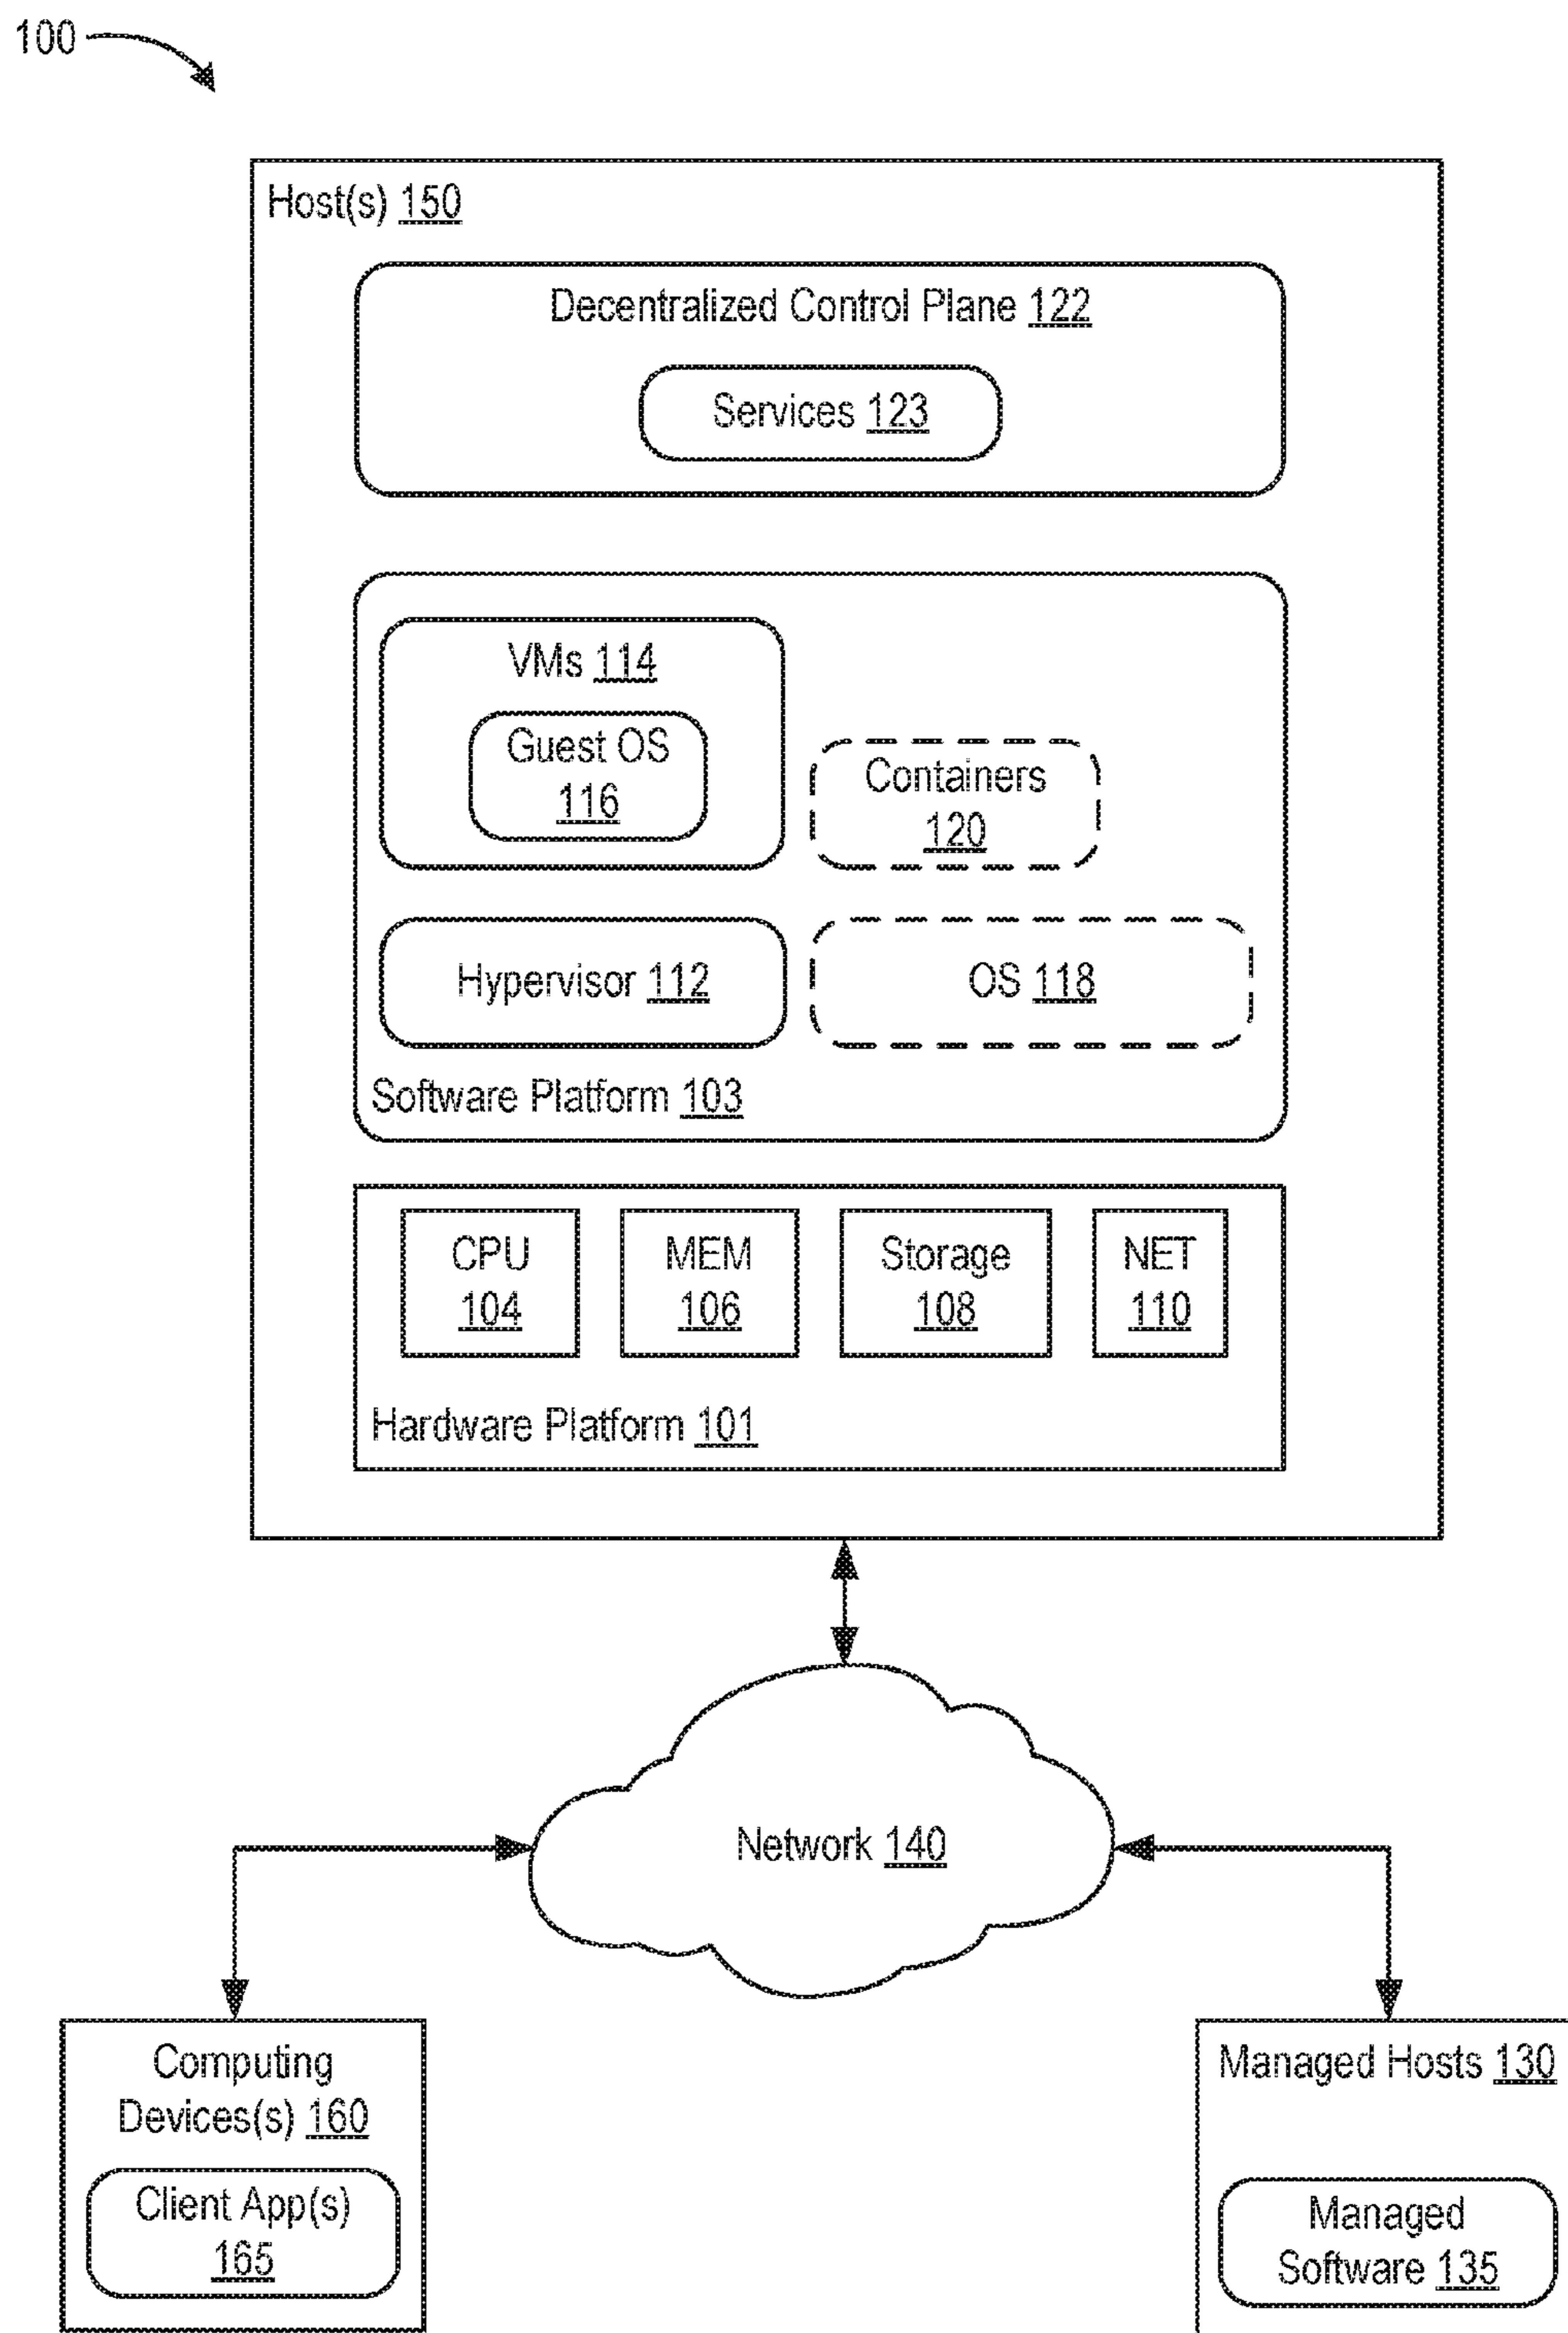 100
Host(s) 150
Decentralized Control Plane 122
Services 123
VMs 114
Guest OS
116
Containers
120
Hypervisor 112
OS 118
Software Platform 103
CPU
104
MEM
106
Storage
108
NET
110
Hardware Platform 101
Network 140
Computing
Devices(s) 160
Client App(s)
165
Managed Hosts 130
Managed
Software 135